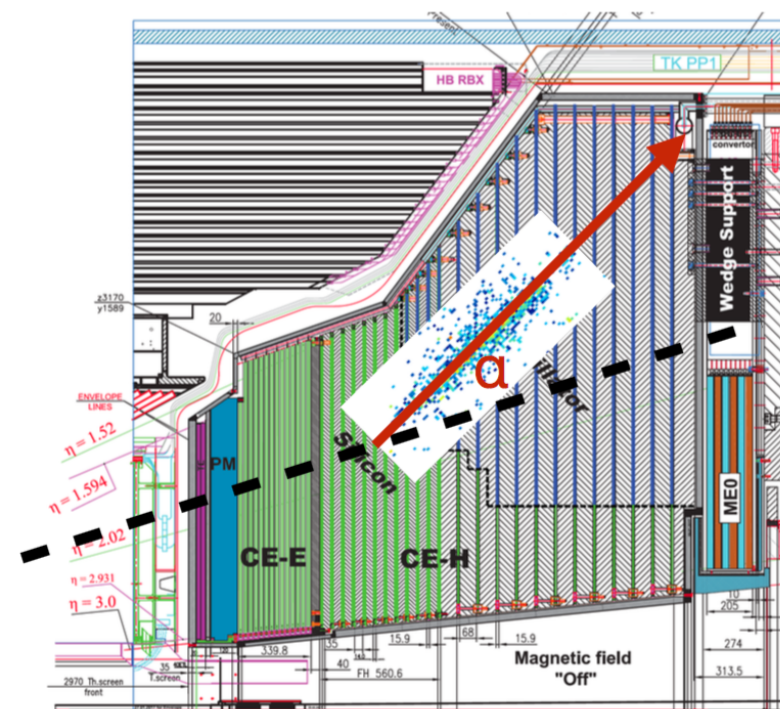 TK PP1
HB RBX
convertor
Wedge Support
z3170
y1589
20
α
ENVELOPE
LINES
η = 1.52
Silicon
PM
η = 1.594
ME0
η = 2.02
CE-E
CE-H
η = 2.931
η = 3.0
10
205
339.8
35
15.9
68
15.9
274
40
Magnetic field
"Off"
35
T.screen
FH 560.6
313.5
2970 Th.screen
front